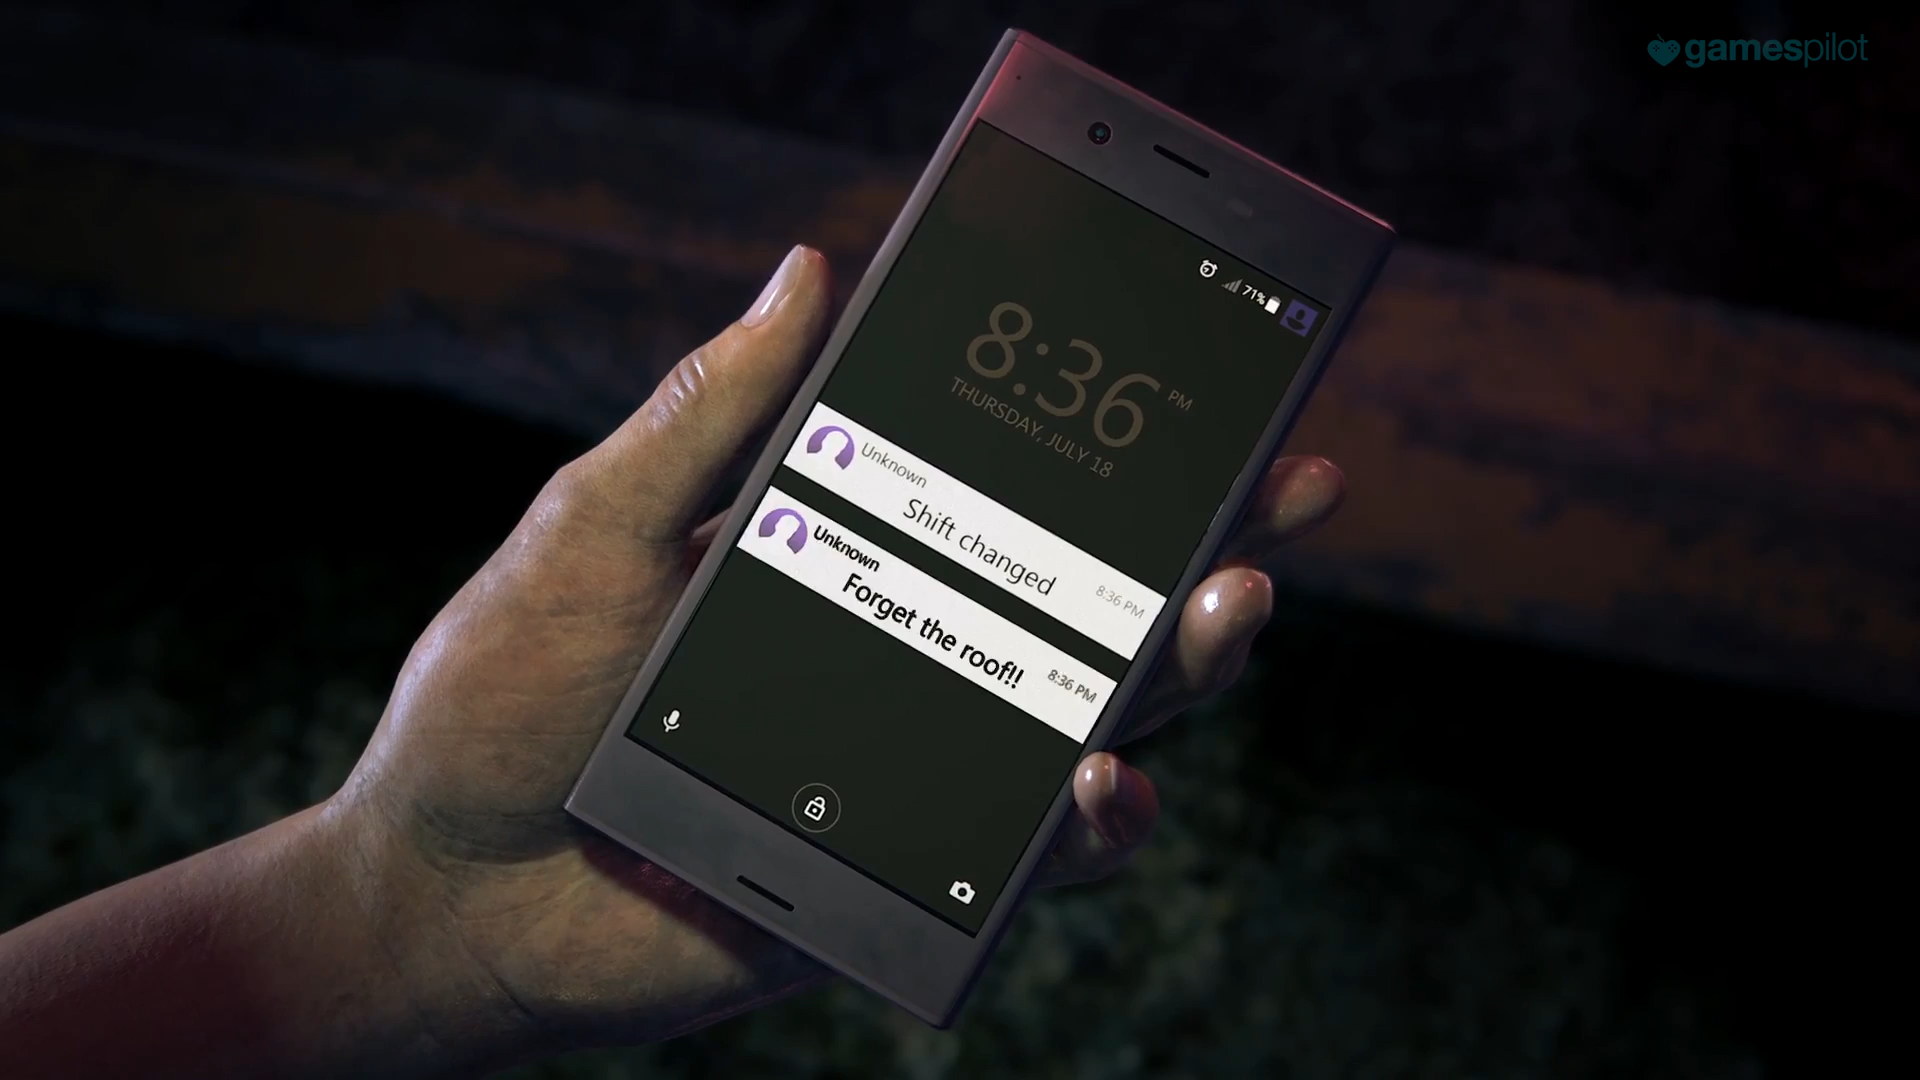 gamespilot
71%
8:36 PM
THURSDAY, JULY 18
Unknown
Shift changed
8:36 PM
Unknown
Forget the roof!!
8:36 PM